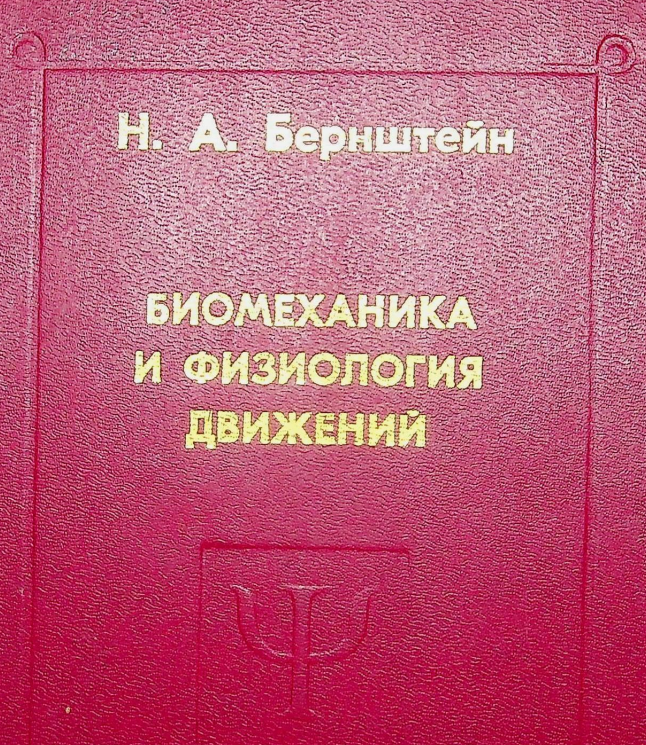 Н. А. Бернштейн
БИОМЕХАНИКА
И ФИЗИОЛОГИЯ
ДВИЖЕНИЙ
Ψ